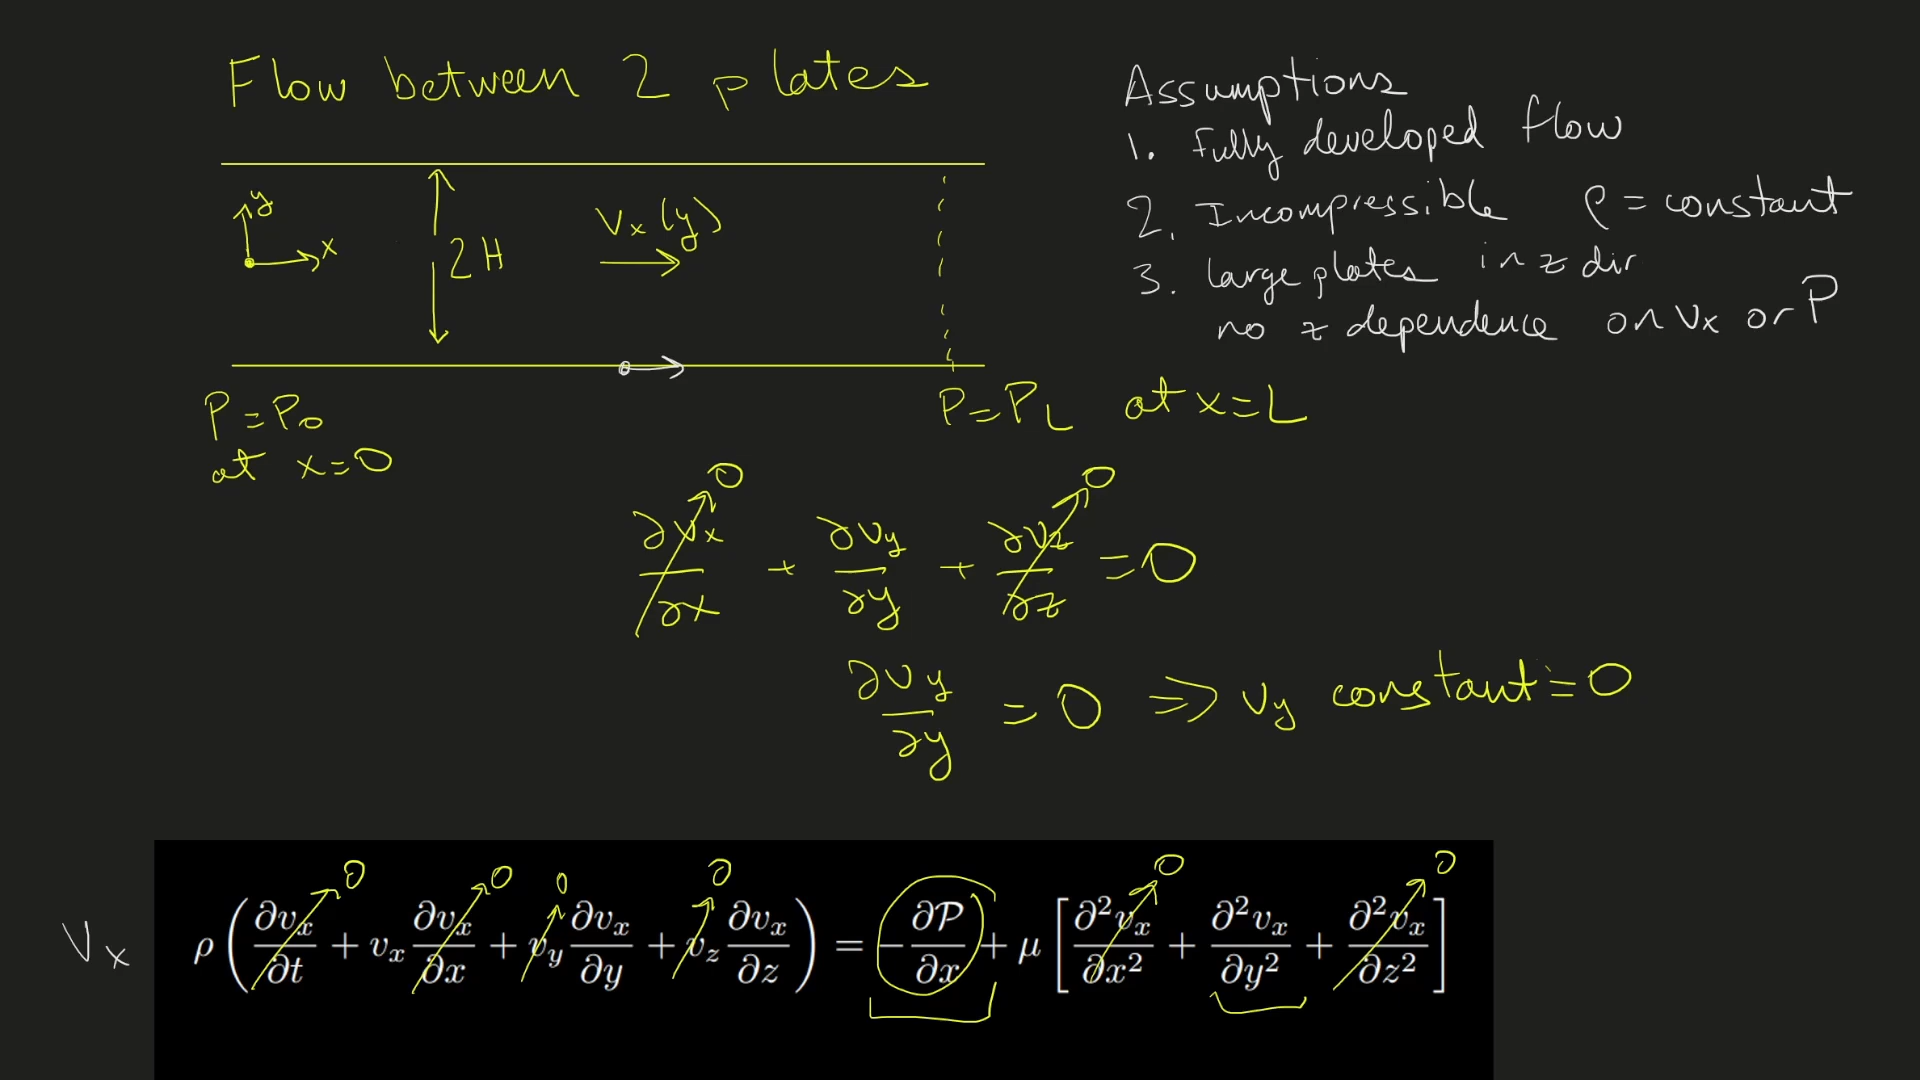 Flow between 2 plates
y
x
2H
Vx (y)
P = P0
at x = 0
P = PL at x = L
Assumptions
1. Fully developed flow
2. Incompressible ρ = constant
3. large plates in z dir
no z dependence on Vx or P
∂Vx/∂x → 0 + ∂Vy/∂y + ∂Vz/∂z → 0 = 0
∂Vy/∂y = 0 ⇒ Vy constant = 0
0 0 0 0 0 0
Vx ρ(∂vx/∂t + vx ∂vx/∂x + vy ∂vx/∂y + vz ∂vx/∂z) = −∂𝒫/∂x + μ[∂²vx/∂x² + ∂²vx/∂y² + ∂²vx/∂z²]